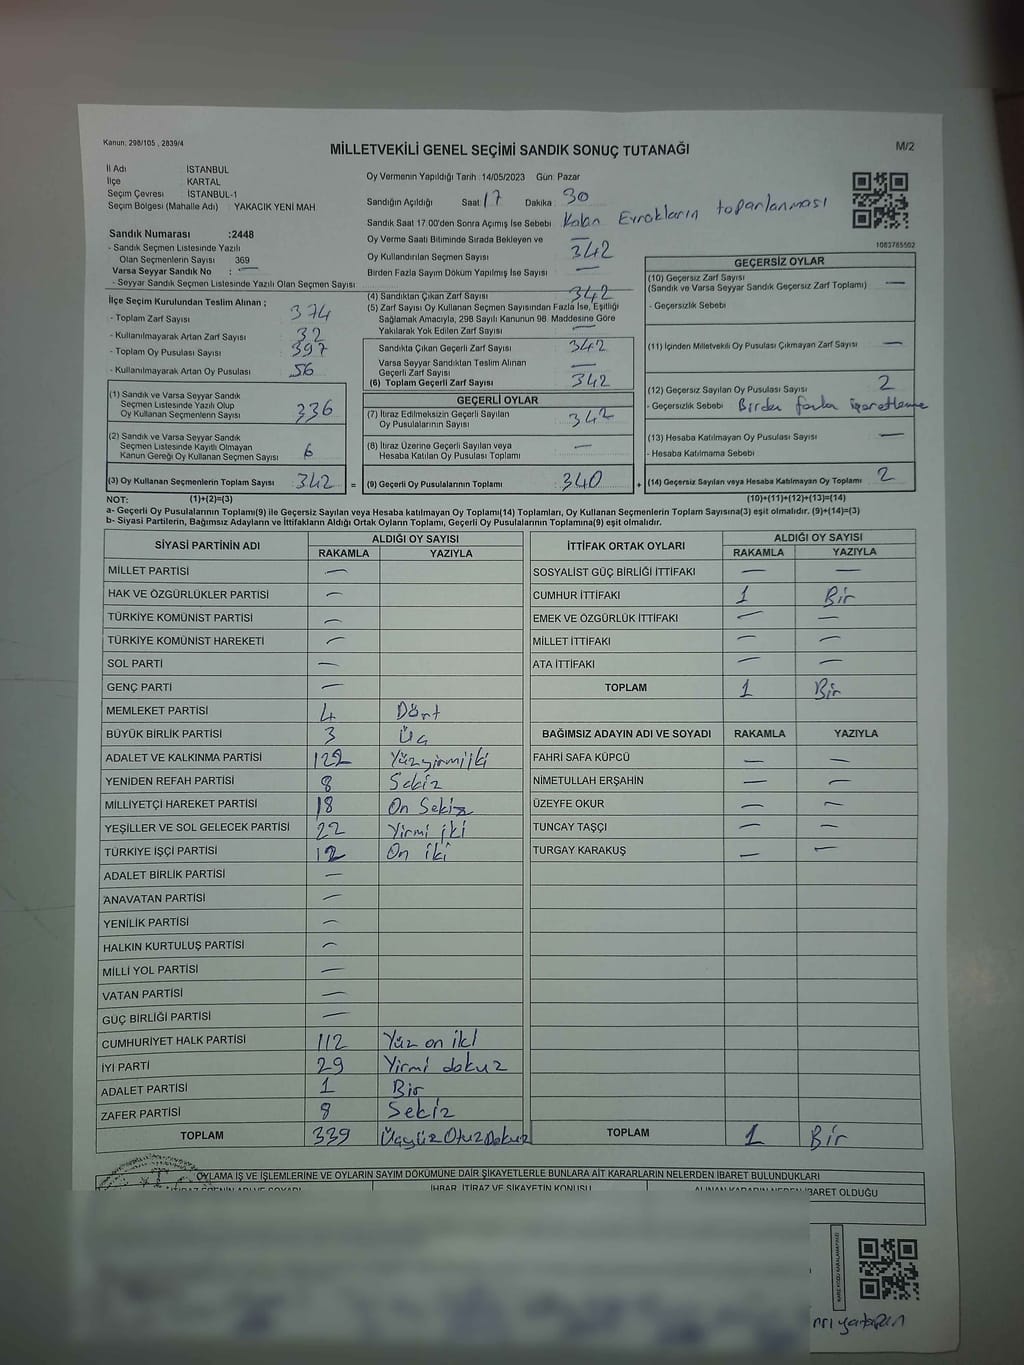 Kanun: 298/105 , 2839/4
MİLLETVEKİLİ GENEL SEÇİMİ SANDIK SONUÇ TUTANAĞI
M/2
İl Adı İSTANBUL
İlçe KARTAL
Seçim Çevresi İSTANBUL-1
Seçim Bölgesi (Mahalle Adı) YAKACIK YENİ MAH.
Oy Vermenin Yapıldığı Tarih :14/05/2023 Gün: Pazar
Sandığın Açıldığı Saat 17 Dakika 30
Sandık Saat 17.00'den Sonra Açımış İse Sebebi Kalan Evrokların toparlanması
Oy Verme Saati Bitiminde Sırada Bekleyen ve
Oy Kullandırılan Seçmen Sayısı 342
Birden Fazla Sayım Döküm Yapılmış İse Sayısı —
1082765502
Sandık Numarası :2448
- Sandık Seçmen Listesinde Yazılı
Olan Seçmenlerin Sayısı 369
Varsa Seyyar Sandık No : —
- Seyyar Sandık Seçmen Listesinde Yazılı Olan Seçmen Sayısı
İlçe Seçim Kurulundan Teslim Alınan ;
- Toplam Zarf Sayısı 374
- Kullanılmayarak Artan Zarf Sayısı 32
- Toplam Oy Pusulası Sayısı 397
- Kullanılmayarak Artan Oy Pusulası 56
(1) Sandık ve Varsa Seyyar Sandık
Seçmen Listesinde Yazılı Olup
Oy Kullanan Seçmenlerin Sayısı 336
(2) Sandık ve Varsa Seyyar Sandık
Seçmen Listesinde Kayıtlı Olmayan
Kanun Gereği Oy Kullanan Seçmen Sayısı 6
(3) Oy Kullanan Seçmenlerin Toplam Sayısı 342 =
(4) Sandıktan Çıkan Zarf Sayısı 342
(5) Zarf Sayısı Oy Kullanan Seçmen Sayısından Fazla İse, Eşitliği
Sağlamak Amacıyla, 298 Sayılı Kanunun 98. Maddesine Göre
Yakılarak Yok Edilen Zarf Sayısı —
Sandıkta Çıkan Geçerli Zarf Sayısı 342
Varsa Seyyar Sandıktan Teslim Alınan
Geçerli Zarf Sayısı —
(6) Toplam Geçerli Zarf Sayısı 342
GEÇERLİ OYLAR
(7) İtiraz Edilmeksizin Geçerli Sayılan
Oy Pusulalarının Sayısı 342
(8) İtiraz Üzerine Geçerli Sayılan veya
Hesaba Katılan Oy Pusulası Toplamı —
(9) Geçerli Oy Pusulalarının Toplamı 340 +
GEÇERSİZ OYLAR
(10) Geçersiz Zarf Sayısı
(Sandık ve Varsa Seyyar Sandık Geçersiz Zarf Toplamı) —
- Geçersizlik Sebebi
(11) İçinden Milletvekili Oy Pusulası Çıkmayan Zarf Sayısı —
(12) Geçersiz Sayılan Oy Pusulası Sayısı 2
- Geçersizlik Sebebi Birden fazla işaretleme
(13) Hesaba Katılmayan Oy Pusulası Sayısı —
- Hesaba Katılmama Sebebi
(14) Geçersiz Sayılan veya Hesaba Katılmayan Oy Toplamı 2
NOT: (1)+(2)=(3) (10)+(11)+(12)+(13)=(14)
a- Geçerli Oy Pusulalarının Toplamı(9) ile Geçersiz Sayılan veya Hesaba katılmayan Oy Toplamı(14) Toplamları, Oy Kullanan Seçmenlerin Toplam Sayısına(3) eşit olmalıdır. (9)+(14)=(3)
b- Siyasi Partilerin, Bağımsız Adayların ve İttifakların Aldığı Ortak Oyların Toplamı, Geçerli Oy Pusulalarının Toplamına(9) eşit olmalıdır.
SİYASİ PARTİNİN ADI ALDIĞI OY SAYISI
RAKAMLA YAZIYLA
MİLLET PARTİSİ —
HAK VE ÖZGÜRLÜKLER PARTİSİ —
TÜRKİYE KOMÜNİST PARTİSİ —
TÜRKİYE KOMÜNİST HAREKETİ —
SOL PARTİ —
GENÇ PARTİ —
MEMLEKET PARTİSİ 4 Dört
BÜYÜK BİRLİK PARTİSİ 3 Üç
ADALET VE KALKINMA PARTİSİ 122 Yüzyirmiiki
YENİDEN REFAH PARTİSİ 8 Sekiz
MİLLİYETÇİ HAREKET PARTİSİ 18 On Sekiz
YEŞİLLER VE SOL GELECEK PARTİSİ 22 Yirmi iki
TÜRKİYE İŞÇİ PARTİSİ 12 On iki
ADALET BİRLİK PARTİSİ —
ANAVATAN PARTİSİ —
YENİLİK PARTİSİ —
HALKIN KURTULUŞ PARTİSİ —
MİLLİ YOL PARTİSİ —
VATAN PARTİSİ —
GÜÇ BİRLİĞİ PARTİSİ —
CUMHURİYET HALK PARTİSİ 112 Yüz on iki
İYİ PARTİ 29 Yirmi dokuz
ADALET PARTİSİ 1 Bir
ZAFER PARTİSİ 8 Sekiz
TOPLAM 339 ÜçyüzOtuzDokuz
İTTİFAK ORTAK OYLARI ALDIĞI OY SAYISI
RAKAMLA YAZIYLA
SOSYALİST GÜÇ BİRLİĞİ İTTİFAKI — —
CUMHUR İTTİFAKI 1 Bir
EMEK VE ÖZGÜRLÜK İTTİFAKI — —
MİLLET İTTİFAKI — —
ATA İTTİFAKI — —
TOPLAM 1 Bir
BAĞIMSIZ ADAYIN ADI VE SOYADI RAKAMLA YAZIYLA
FAHRİ SAFA KÜPCÜ — —
NİMETULLAH ERŞAHİN — —
ÜZEYFE OKUR — —
TUNCAY TAŞÇI — —
TURGAY KARAKUŞ — —
TOPLAM 1 Bir
OYLAMA İŞ VE İŞLEMLERİNE VE OYLARIN SAYIM DÖKÜMÜNE DAİR ŞİKAYETLERLE BUNLARA AİT KARARLARIN NELERDEN İBARET BULUNDUKLARI
İHBAR, İTİRAZ VE ŞİKAYETİN KONUSU
ALINAN KARARIN NEDEN İBARET OLDUĞU